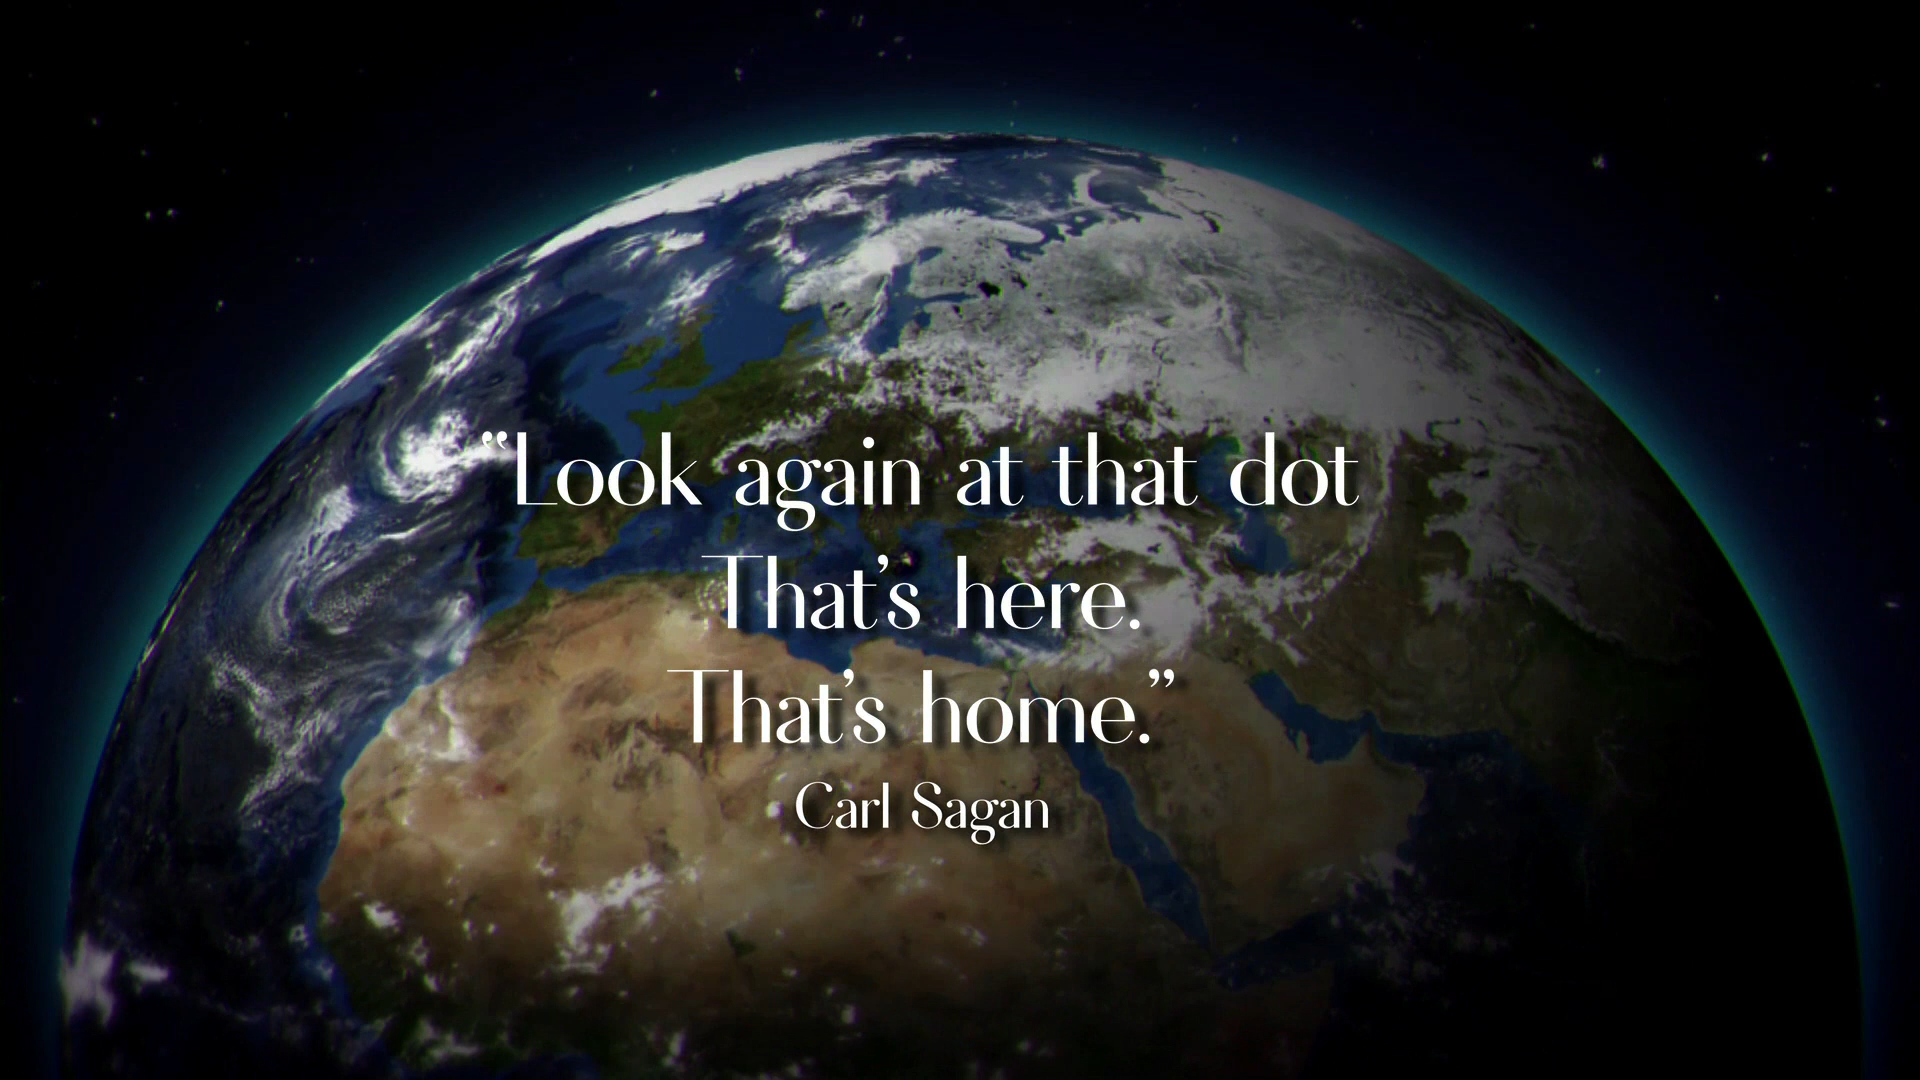 “Look again at that dot
That’s here.
That’s home.”
Carl Sagan